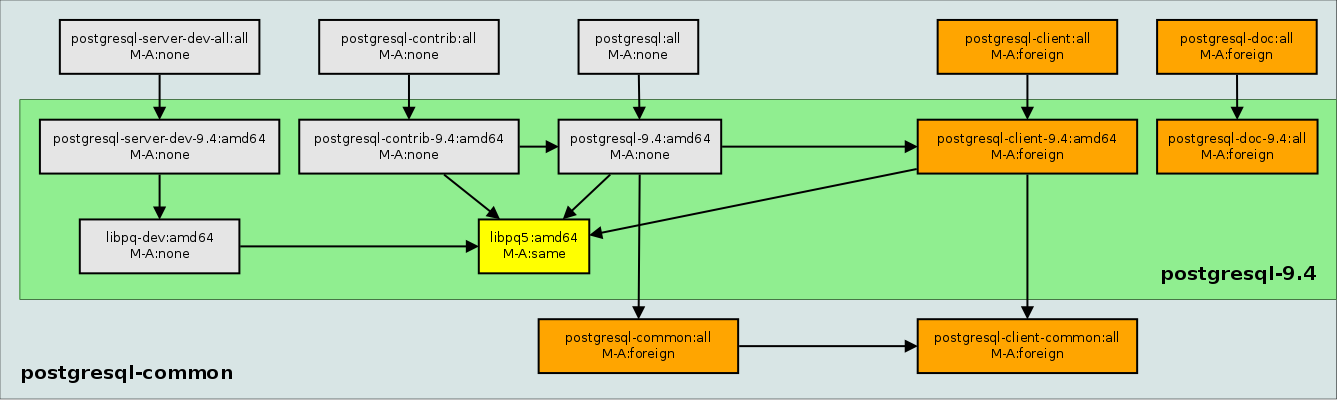 postgresql-server-dev-all:all
M-A:none
postgresql-contrib:all
M-A:none
postgresql:all
M-A:none
postgresql-client:all
M-A:foreign
postgresql-doc:all
M-A:foreign
postgresql-server-dev-9.4:amd64
M-A:none
postgresql-contrib-9.4:amd64
M-A:none
postgresql-9.4:amd64
M-A:none
postgresql-client-9.4:amd64
M-A:foreign
postgresql-doc-9.4:all
M-A:foreign
libpq-dev:amd64
M-A:none
libpq5:amd64
M-A:same
postgresql-9.4
postgresql-common:all
M-A:foreign
postgresql-client-common:all
M-A:foreign
postgresql-common